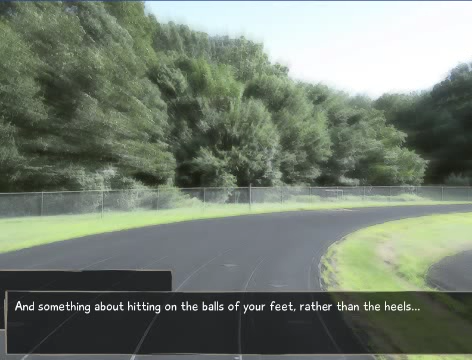 And something about hitting on the balls of your feet, rather than the heels...